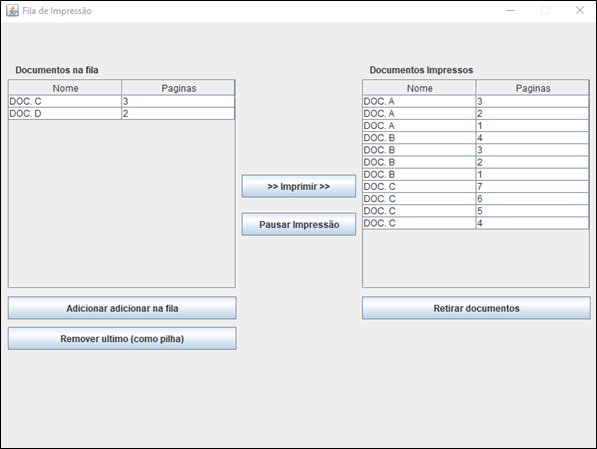 Fila de Impressão
Documentos na fila
Nome Paginas
DOC. C 3
DOC. D 2
>> Imprimir >>
Pausar Impressão
Adicionar adicionar na fila
Remover ultimo (como pilha)
Documentos Impressos
Nome Paginas
DOC. A 3
DOC. A 2
DOC. A 1
DOC. B 4
DOC. B 3
DOC. B 2
DOC. B 1
DOC. C 7
DOC. C 6
DOC. C 5
DOC. C 4
Retirar documentos